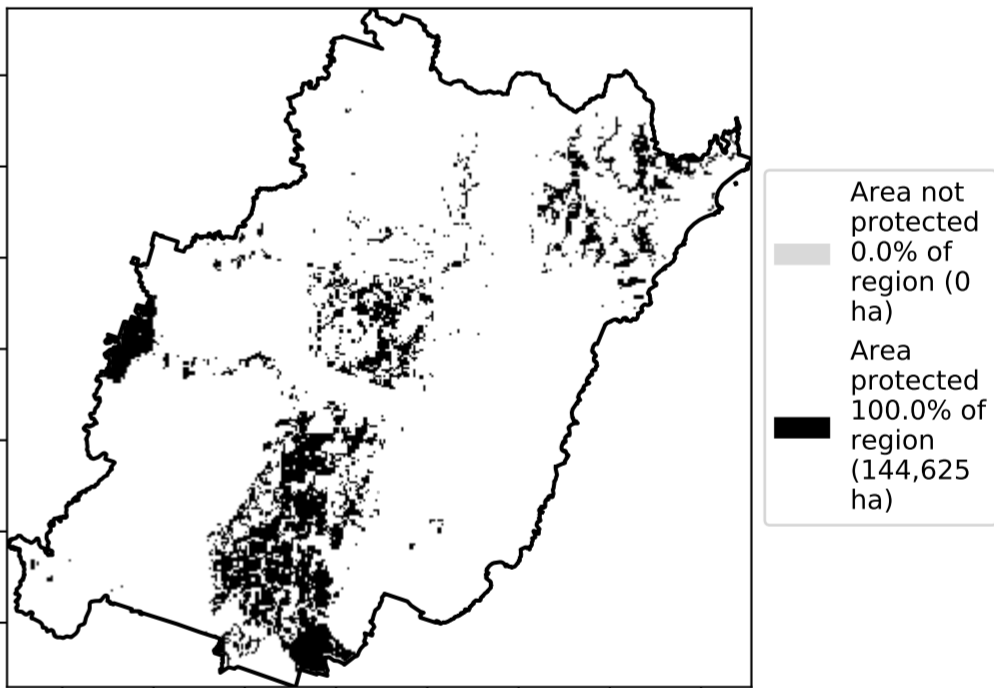 Area not
protected
0.0% of
region (0
ha)
Area
protected
100.0% of
region
(144,625
ha)